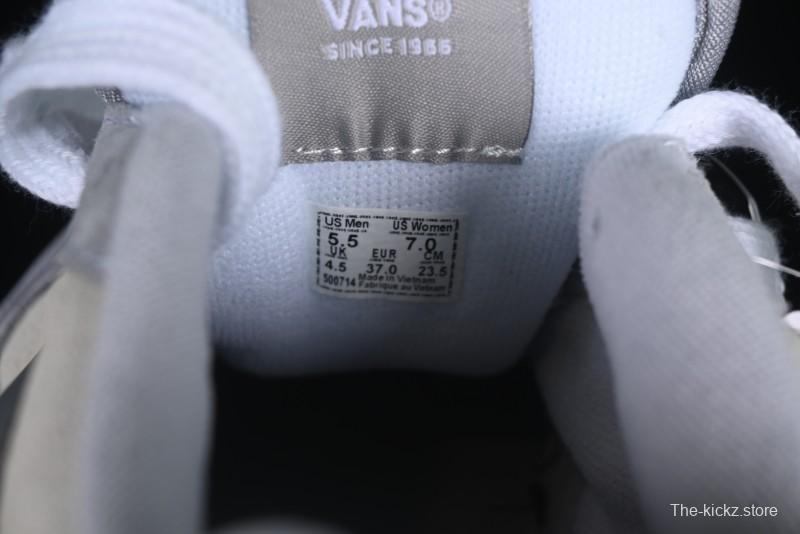 VANS®
SINCE 1966
US Men US Women
5.5 7.0
UK EUR CM
4.5 37.0 23.5
500714 Made in Vietnam
Fabrique au Vietnam
The-kickz.store